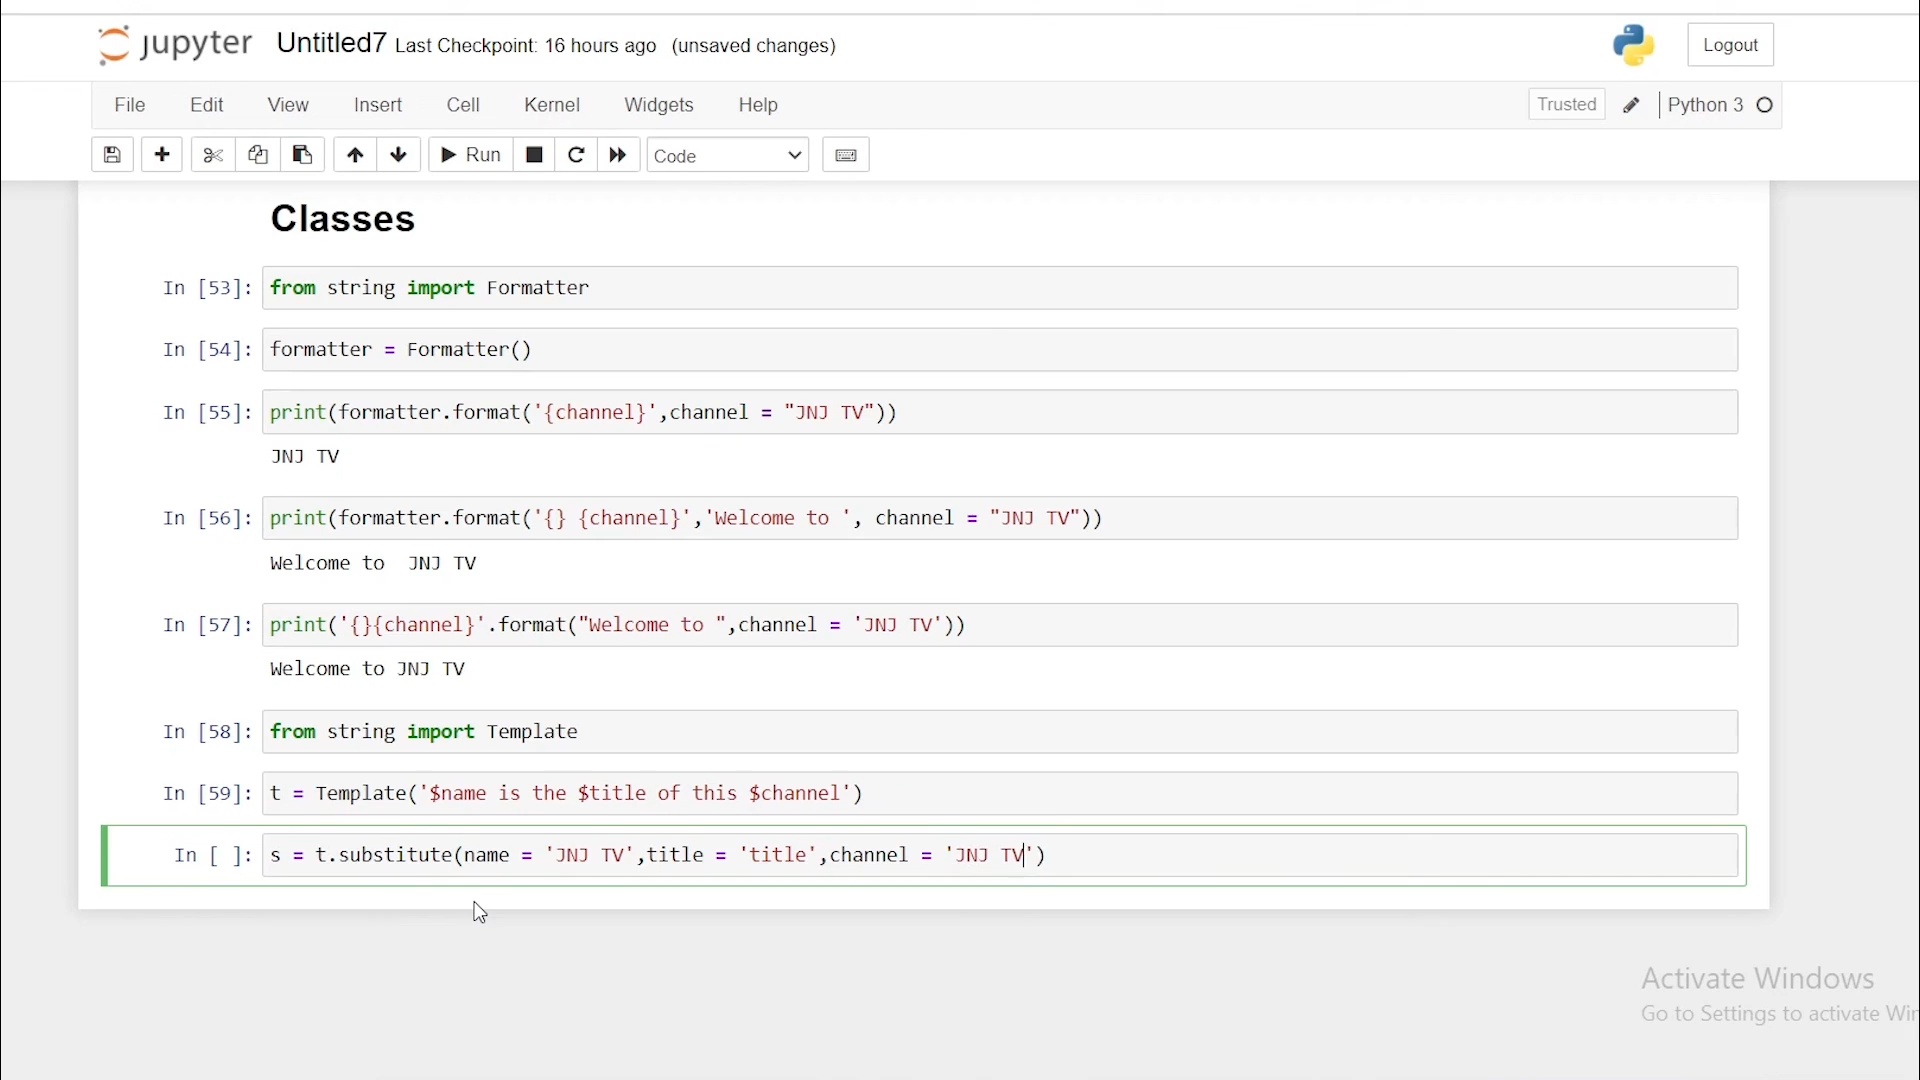 jupyter Untitled7 Last Checkpoint: 16 hours ago (unsaved changes) Logout
File Edit View Insert Cell Kernel Widgets Help Trusted Python 3
Run Code
Classes
In [53]: from string import Formatter
In [54]: formatter = Formatter()
In [55]: print(formatter.format('{channel}',channel = "JNJ TV"))
JNJ TV
In [56]: print(formatter.format('{} {channel}','Welcome to ', channel = "JNJ TV"))
Welcome to  JNJ TV
In [57]: print('{}{channel}'.format("Welcome to ",channel = 'JNJ TV'))
Welcome to JNJ TV
In [58]: from string import Template
In [59]: t = Template('$name is the $title of this $channel')
In [ ]: s = t.substitute(name = 'JNJ TV',title = 'title',channel = 'JNJ TV')
Activate Windows
Go to Settings to activate Win